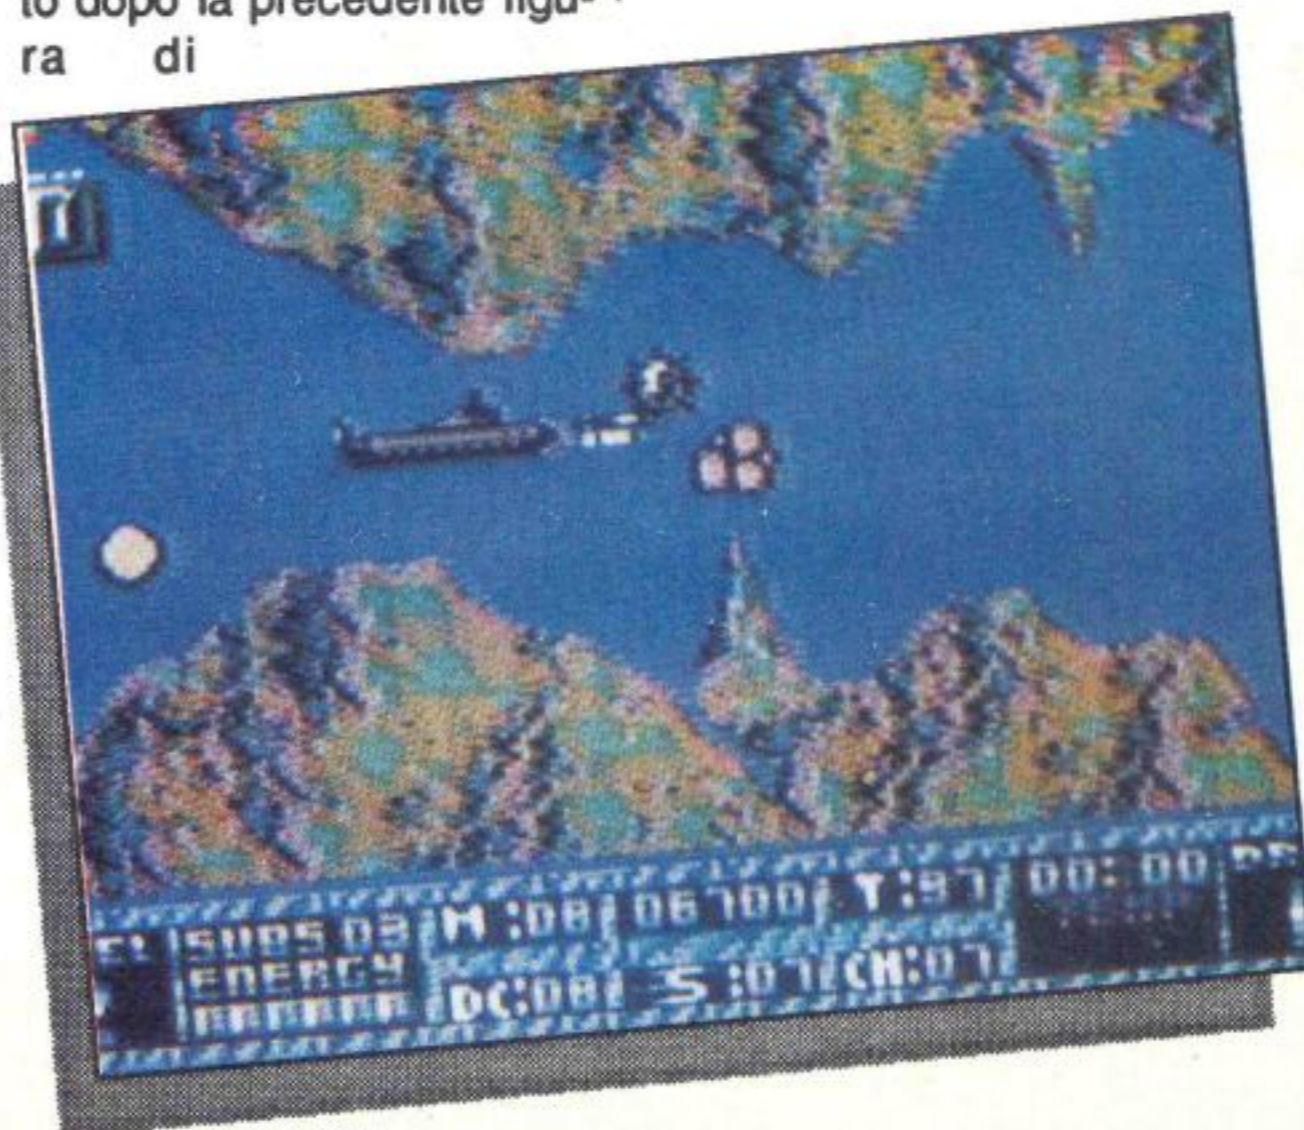 to dopo la precedente figu-
ra di
SUBS 03 M :08 06700 T:97 00:00
ENERGY
DC:08 S :07 CM:07